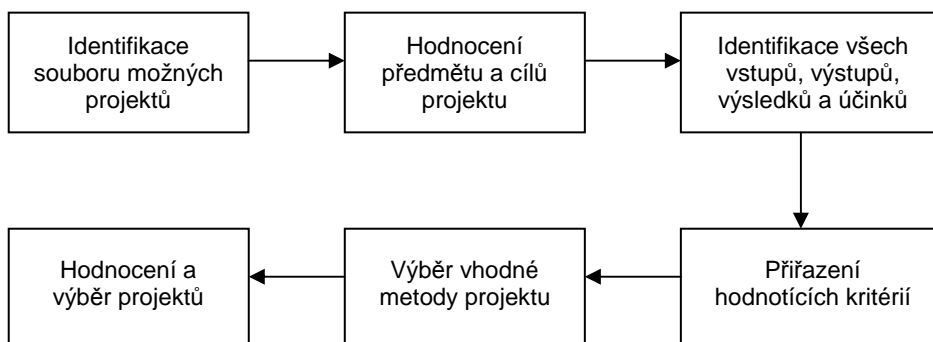 Identifikace
souboru možných
projektů
Hodnocení
předmětu a cílů
projektu
Identifikace všech
vstupů, výstupů,
výsledků a účinků
Přiřazení
hodnotících kritérií
Výběr vhodné
metody projektu
Hodnocení a
výběr projektů